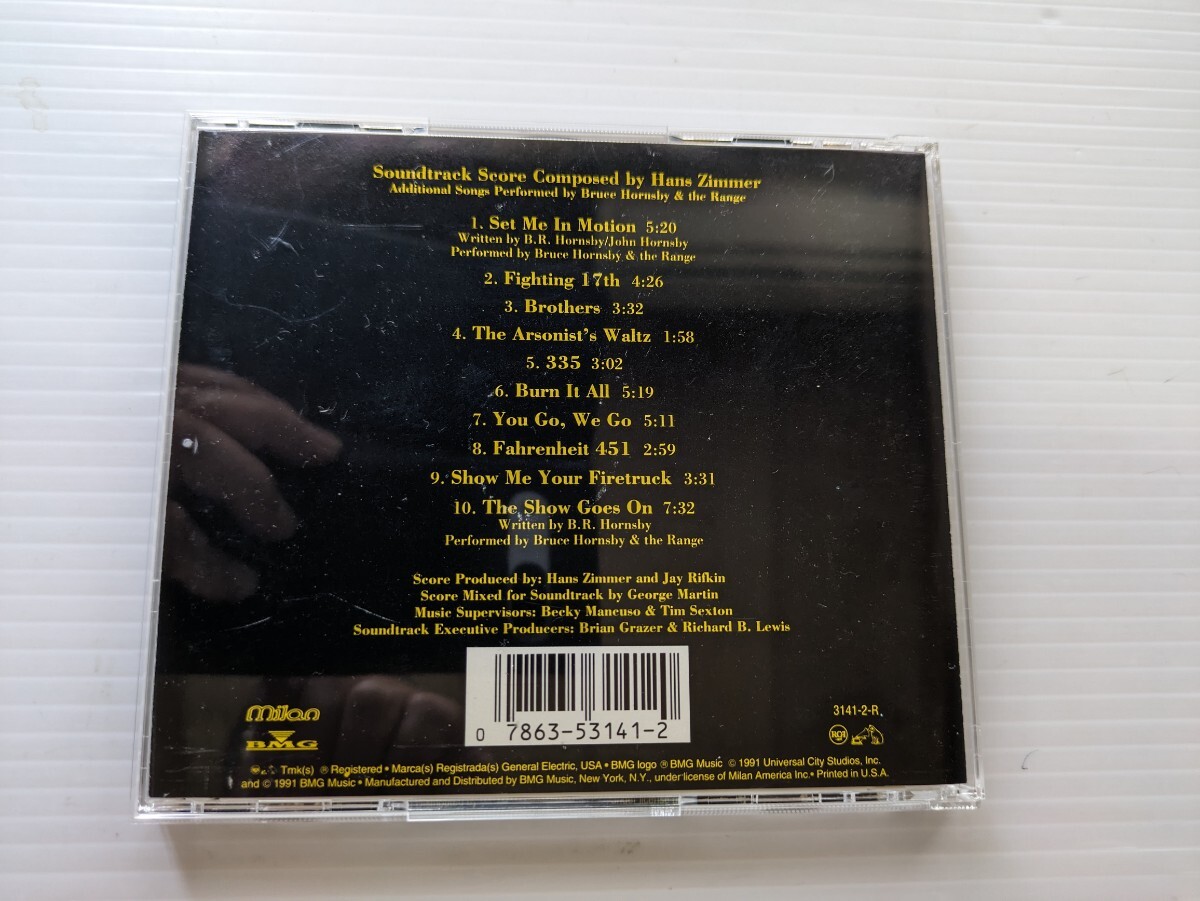 Soundtrack Score Composed by Hans Zimmer
Additional Songs Performed by Bruce Hornsby & the Range
1. Set Me In Motion 5:20
Written by B.R. Hornsby/John Hornsby
Performed by Bruce Hornsby & the Range
2. Fighting 17th 4:26
3. Brothers 3:32
4. The Arsonist's Waltz 1:58
5. 335 3:02
6. Burn It All 5:19
7. You Go, We Go 5:11
8. Fahrenheit 451 2:59
9. Show Me Your Firetruck 3:31
10. The Show Goes On 7:32
Written by B.R. Hornsby
Performed by Bruce Hornsby & the Range
Score Produced by: Hans Zimmer and Jay Rifkin
Score Mixed for Soundtrack by George Martin
Music Supervisors: Becky Mancuso & Tim Sexton
Soundtrack Executive Producers: Brian Grazer & Richard B. Lewis
milan
BMG
0 7863-53141-2
3141-2-R
RCA
Tmk(s) ® Registered • Marca(s) Registrada(s) General Electric, USA • BMG logo ® BMG Music • © 1991 Universal City Studios, Inc.
and © 1991 BMG Music • Manufactured and Distributed by BMG Music, New York, N.Y., under license of Milan America Inc. • Printed in U.S.A.